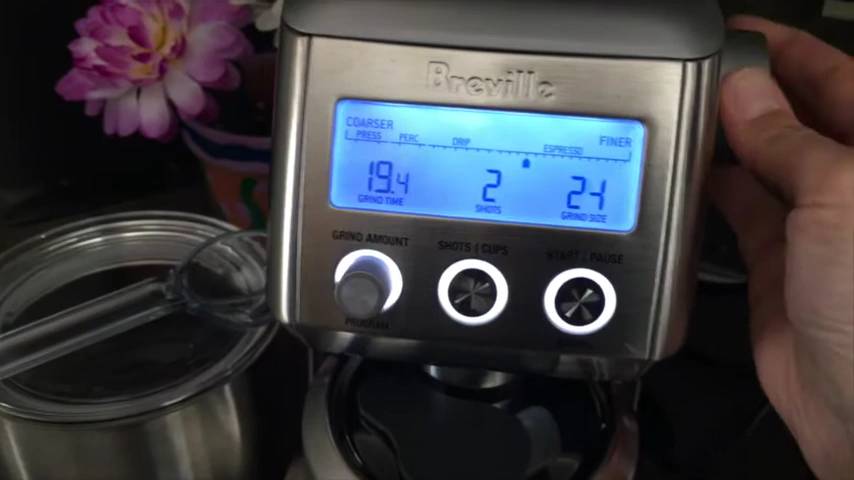 Breville
COARSER
FINER
PRESS PERC DRIP ESPRESSO
19.4 2 24
GRIND TIME SHOTS GRIND SIZE
GRIND AMOUNT SHOTS | CUPS START | PAUSE
PROGRAM